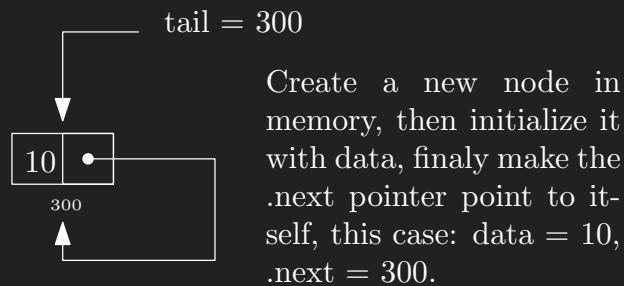 tail = 300
Create a new node in
memory, then initialize it
with data, finaly make the
.next pointer point to it-
self, this case: data = 10,
.next = 300.
10
300